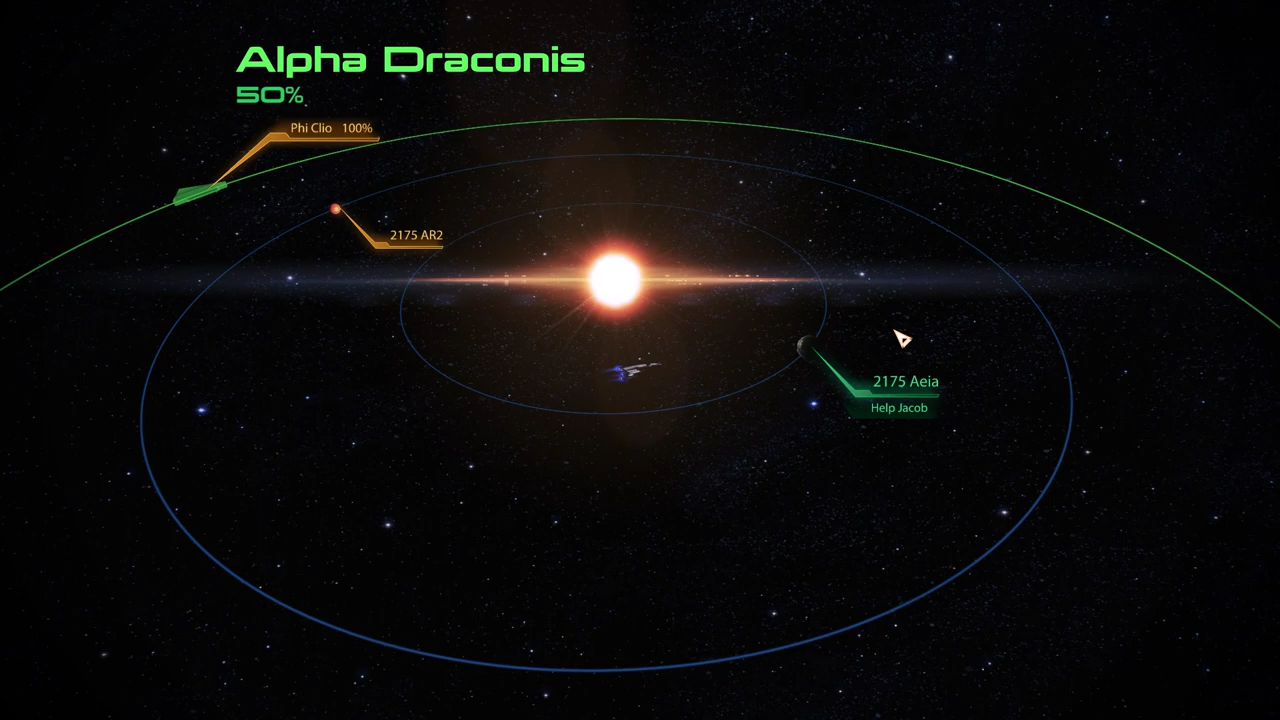 Alpha Draconis
50%
Phi Clio 100%
2175 AR2
2175 Aeia
Help Jacob